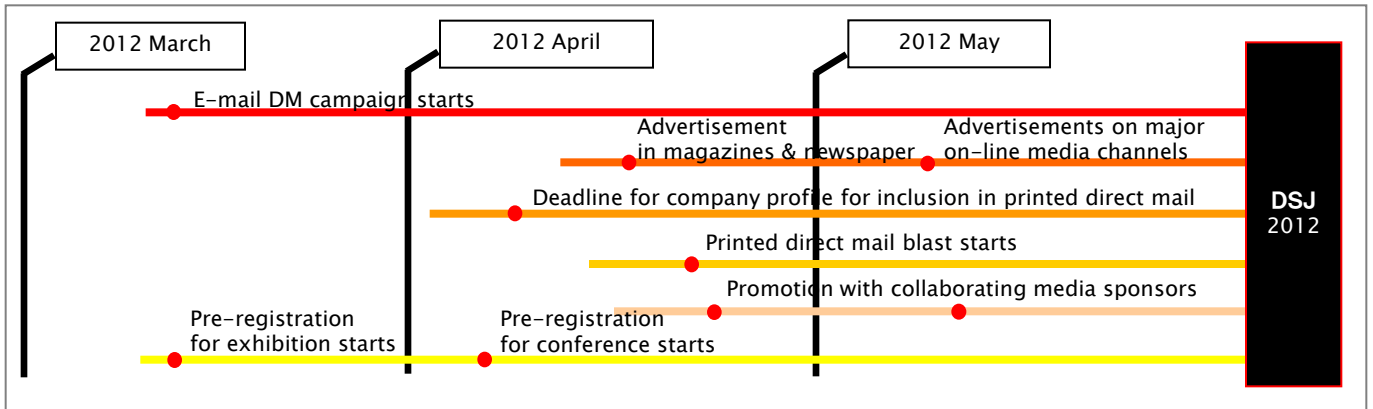 2012 March
2012 April
2012 May
E-mail DM campaign starts
Advertisement
in magazines & newspaper
Advertisements on major
on-line media channels
Deadline for company profile for inclusion in printed direct mail
DSJ
2012
Printed direct mail blast starts
Promotion with collaborating media sponsors
Pre-registration
for exhibition starts
Pre-registration
for conference starts